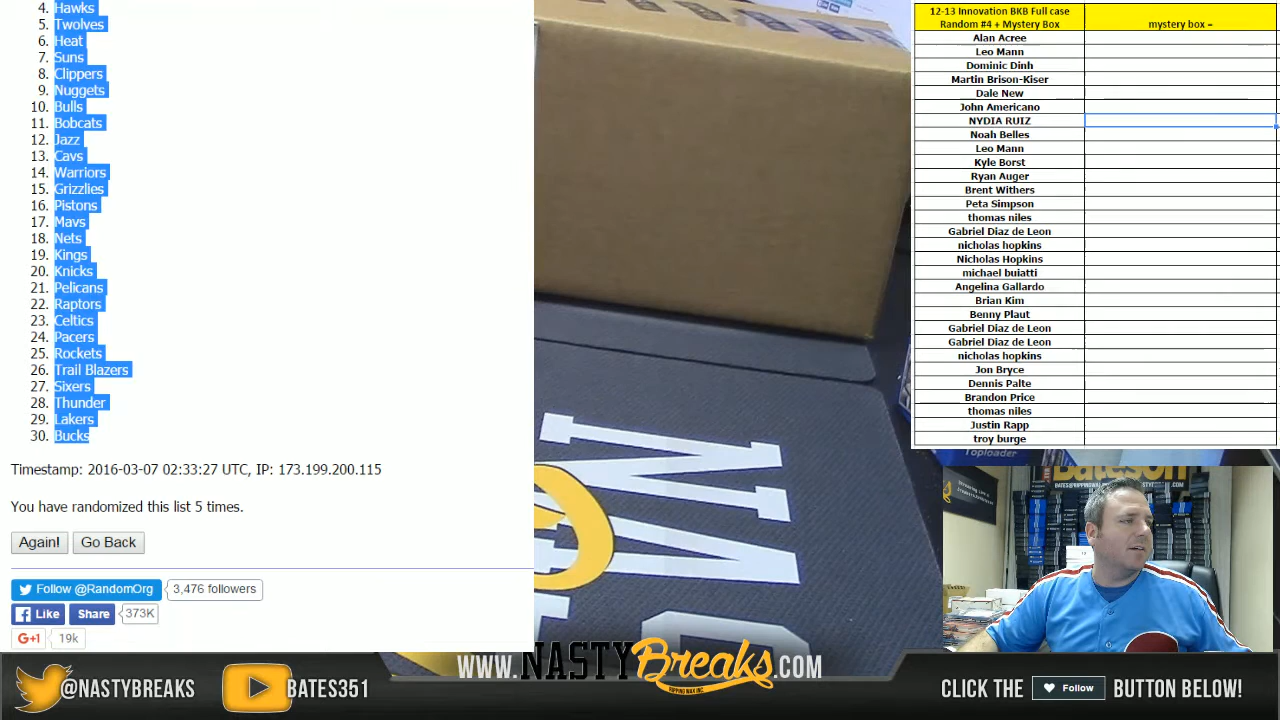 4. Hawks
5. Twolves
6. Heat
7. Suns
8. Clippers
9. Nuggets
10. Bulls
11. Bobcats
12. Jazz
13. Cavs
14. Warriors
15. Grizzlies
16. Pistons
17. Mavs
18. Nets
19. Kings
20. Knicks
21. Pelicans
22. Raptors
23. Celtics
24. Pacers
25. Rockets
26. Trail Blazers
27. Sixers
28. Thunder
29. Lakers
30. Bucks
Timestamp: 2016-03-07 02:33:27 UTC, IP: 173.199.200.115
You have randomized this list 5 times.
Again! Go Back
Follow @RandomOrg 3,476 followers
Like Share 373K
G+1 19k
12-13 Innovation BKB Full case
Random #4 + Mystery Box
mystery box -
Alan Acree
Leo Mann
Dominic Dinh
Martin Brison-Kiser
Dale New
John Americano
NYDIA RUIZ
Noah Belles
Leo Mann
Kyle Borst
Ryan Auger
Brent Withers
Peta Simpson
thomas niles
Gabriel Diaz de Leon
nicholas hopkins
Nicholas Hopkins
michael buiatti
Angelina Gallardo
Brian Kim
Benny Plaut
Gabriel Diaz de Leon
Gabriel Diaz de Leon
nicholas hopkins
Jon Bryce
Dennis Palte
Brandon Price
thomas niles
Justin Rapp
troy burge
Toploader
@NASTYBREAKS
BATES351
WWW.NASTYBreaks.COM
RIPPING WAX INC.
CLICK THE Follow BUTTON BELOW!